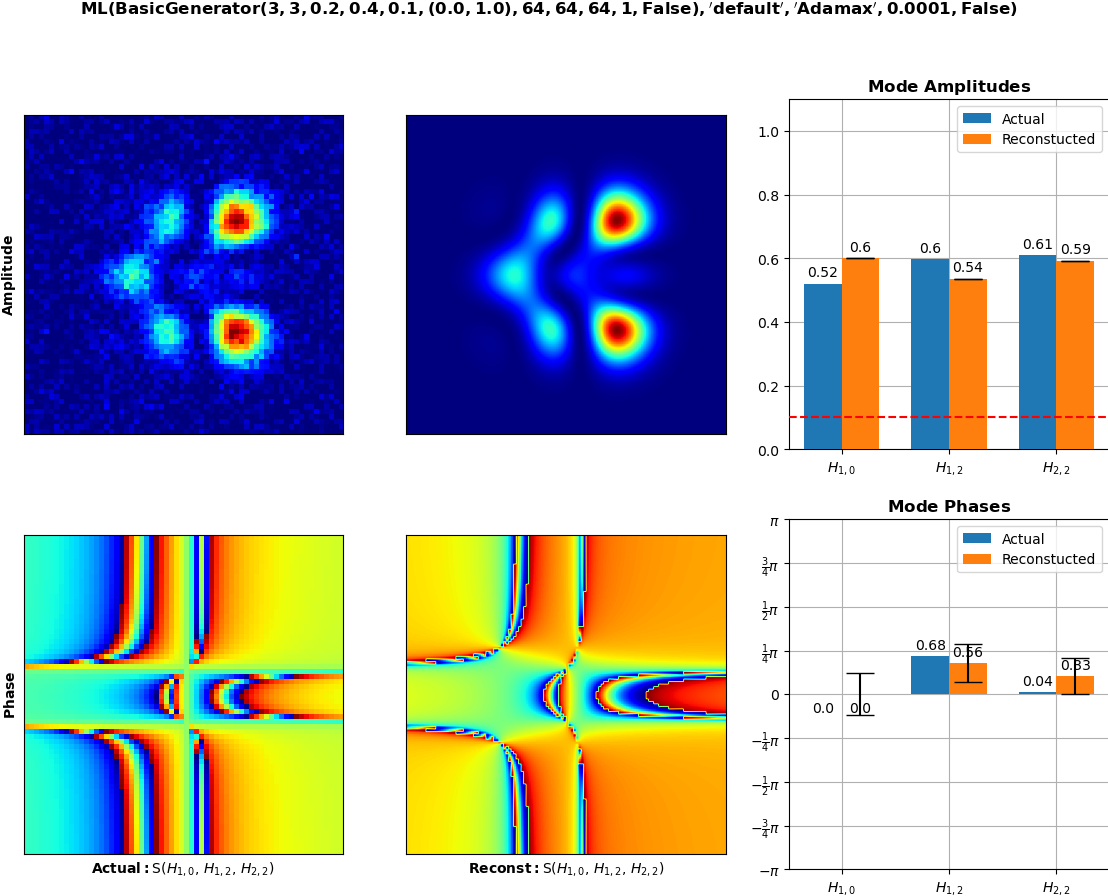 ML(BasicGenerator(3, 3, 0.2, 0.4, 0.1, (0.0, 1.0), 64, 64, 64, 1, False), ′default′, ′Adamax′, 0.0001, False)
Amplitude
Mode Amplitudes
Actual
Reconstucted
1.0
0.8
0.6
0.4
0.2
0.0
0.52
0.6
0.6
0.54
0.61
0.59
H₁,₀
H₁,₂
H₂,₂
Phase
Actual: S(H₁,₀, H₁,₂, H₂,₂)
Reconst: S(H₁,₀, H₁,₂, H₂,₂)
Mode Phases
Actual
Reconstucted
π
¾π
½π
¼π
0
−¼π
−½π
−¾π
−π
0.0
0.0
0.68
0.56
0.04
0.33
H₁,₀
H₁,₂
H₂,₂